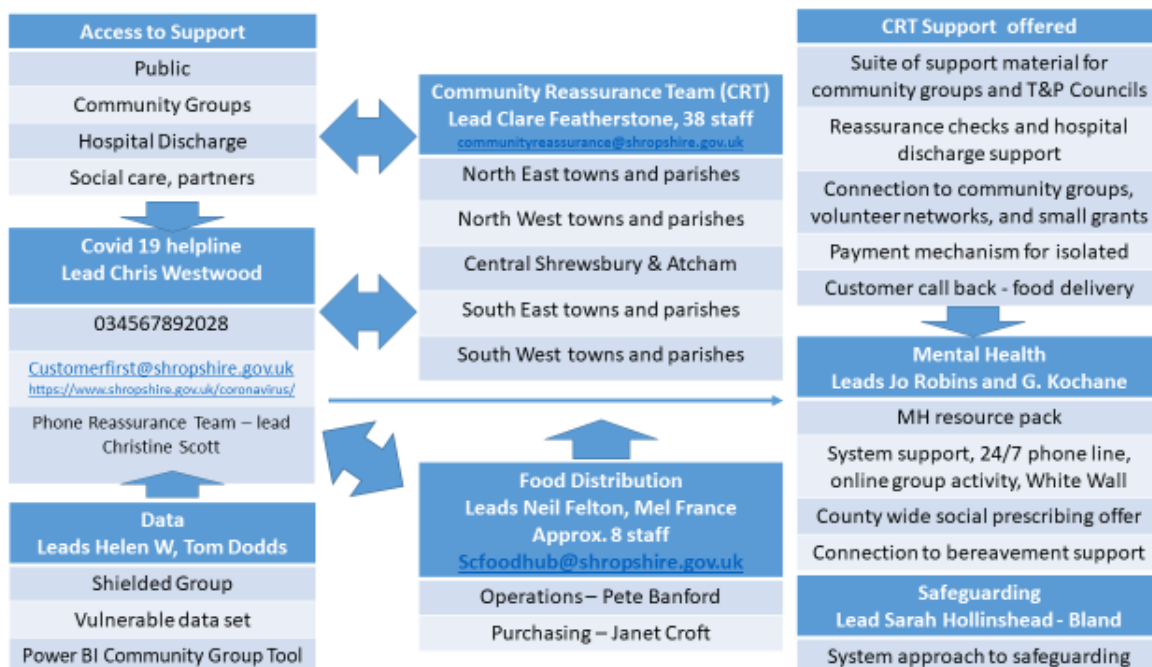 Access to Support
Public
Community Groups
Hospital Discharge
Social care, partners
Covid 19 helpline
Lead Chris Westwood
034567892028
Customerfirst@shropshire.gov.uk
https://www.shropshire.gov.uk/coronavirus/
Phone Reassurance Team – lead
Christine Scott
Data
Leads Helen W, Tom Dodds
Shielded Group
Vulnerable data set
Power BI Community Group Tool
Community Reassurance Team (CRT)
Lead Clare Featherstone, 38 staff
communityreassurance@shropshire.gov.uk
North East towns and parishes
North West towns and parishes
Central Shrewsbury & Atcham
South East towns and parishes
South West towns and parishes
Food Distribution
Leads Neil Felton, Mel France
Approx. 8 staff
Scfoodhub@shropshire.gov.uk
Operations – Pete Banford
Purchasing – Janet Croft
CRT Support offered
Suite of support material for
community groups and T&P Councils
Reassurance checks and hospital
discharge support
Connection to community groups,
volunteer networks, and small grants
Payment mechanism for isolated
Customer call back - food delivery
Mental Health
Leads Jo Robins and G. Kochane
MH resource pack
System support, 24/7 phone line,
online group activity, White Wall
County wide social prescribing offer
Connection to bereavement support
Safeguarding
Lead Sarah Hollinshead - Bland
System approach to safeguarding